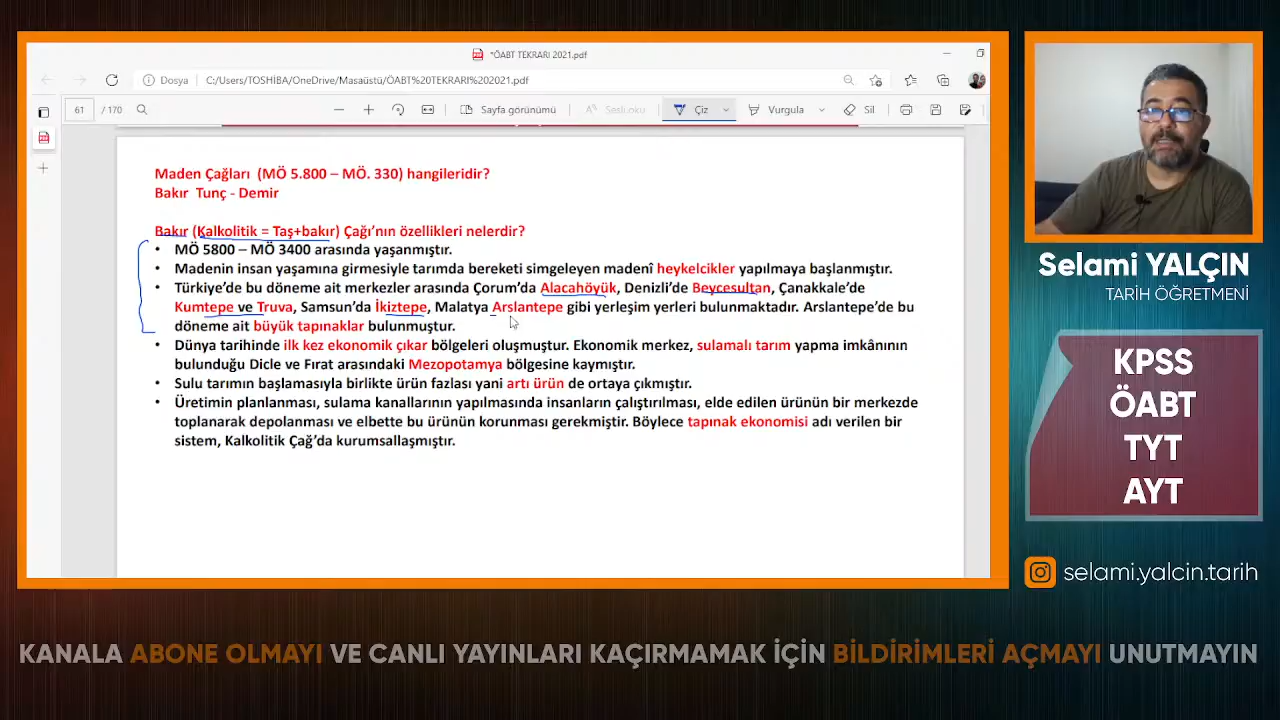 *ÖABT TEKRARI 2021.pdf
Dosya C:/Users/TOSHİBA/OneDrive/Masaüstü/ÖABT%20TEKRARI%202021.pdf
61 / 170 Sayfa görünümü Sesli oku Çiz Vurgula Sil
Maden Çağları (MÖ 5.800 – MÖ. 330) hangileridir?
Bakır Tunç - Demir
Bakır (Kalkolitik = Taş+bakır) Çağı’nın özellikleri nelerdir?
• MÖ 5800 – MÖ 3400 arasında yaşanmıştır.
• Madenin insan yaşamına girmesiyle tarımda bereketi simgeleyen madenî heykelcikler yapılmaya başlanmıştır.
• Türkiye’de bu döneme ait merkezler arasında Çorum’da Alacahöyük, Denizli’de Beycesultan, Çanakkale’de
Kumtepe ve Truva, Samsun’da İkiztepe, Malatya Arslantepe gibi yerleşim yerleri bulunmaktadır. Arslantepe’de bu
döneme ait büyük tapınaklar bulunmuştur.
• Dünya tarihinde ilk kez ekonomik çıkar bölgeleri oluşmuştur. Ekonomik merkez, sulamalı tarım yapma imkânının
bulunduğu Dicle ve Fırat arasındaki Mezopotamya bölgesine kaymıştır.
• Sulu tarımın başlamasıyla birlikte ürün fazlası yani artı ürün de ortaya çıkmıştır.
• Üretimin planlanması, sulama kanallarının yapılmasında insanların çalıştırılması, elde edilen ürünün bir merkezde
toplanarak depolanması ve elbette bu ürünün korunması gerekmiştir. Böylece tapınak ekonomisi adı verilen bir
sistem, Kalkolitik Çağ’da kurumsallaşmıştır.
Selami YALÇIN
TARİH ÖĞRETMENİ
KPSS
ÖABT
TYT
AYT
selami.yalcin.tarih
KANALA ABONE OLMAYI VE CANLI YAYINLARI KAÇIRMAMAK İÇİN BİLDİRİMLERİ AÇMAYI UNUTMAYIN